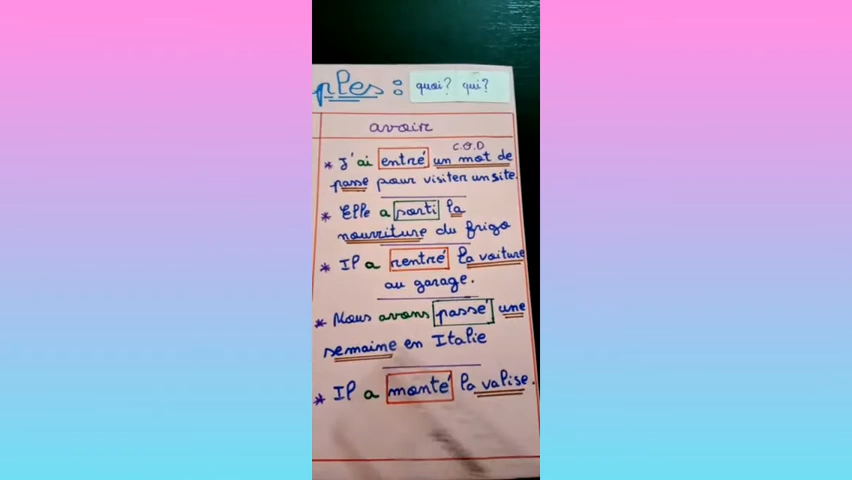 ples :
quoi? qui?
avoir
C.O.D
* J'ai entré un mot de
passe pour visiter un site.
* Elle a sorti la
nourriture du frigo
* Il a rentré la voiture
au garage.
* Nous avons passé une
semaine en Italie
* Il a monté la valise.